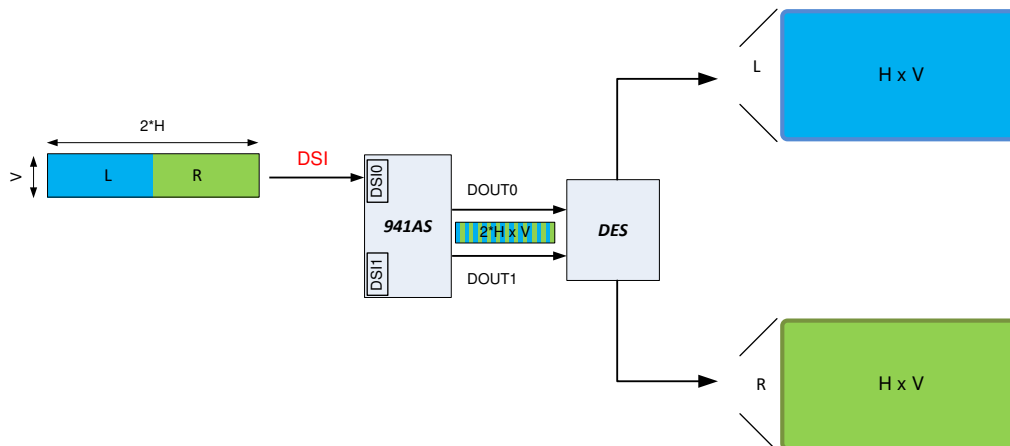 2*H
V
L
R
DSI
DSI0
941AS
DSI1
DOUT0
2*H x V
DOUT1
DES
L
H x V
R
H x V